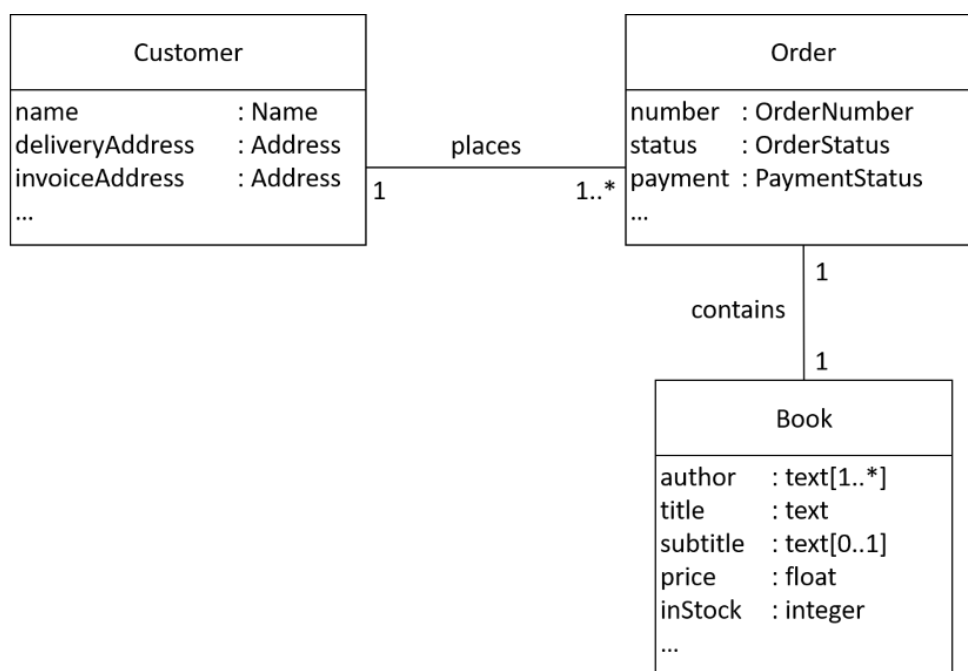 Customer
name : Name
deliveryAddress : Address
invoiceAddress : Address
...
places
1
1..*
Order
number : OrderNumber
status : OrderStatus
payment : PaymentStatus
...
1
contains
1
Book
author : text[1..*]
title : text
subtitle : text[0..1]
price : float
inStock : integer
...